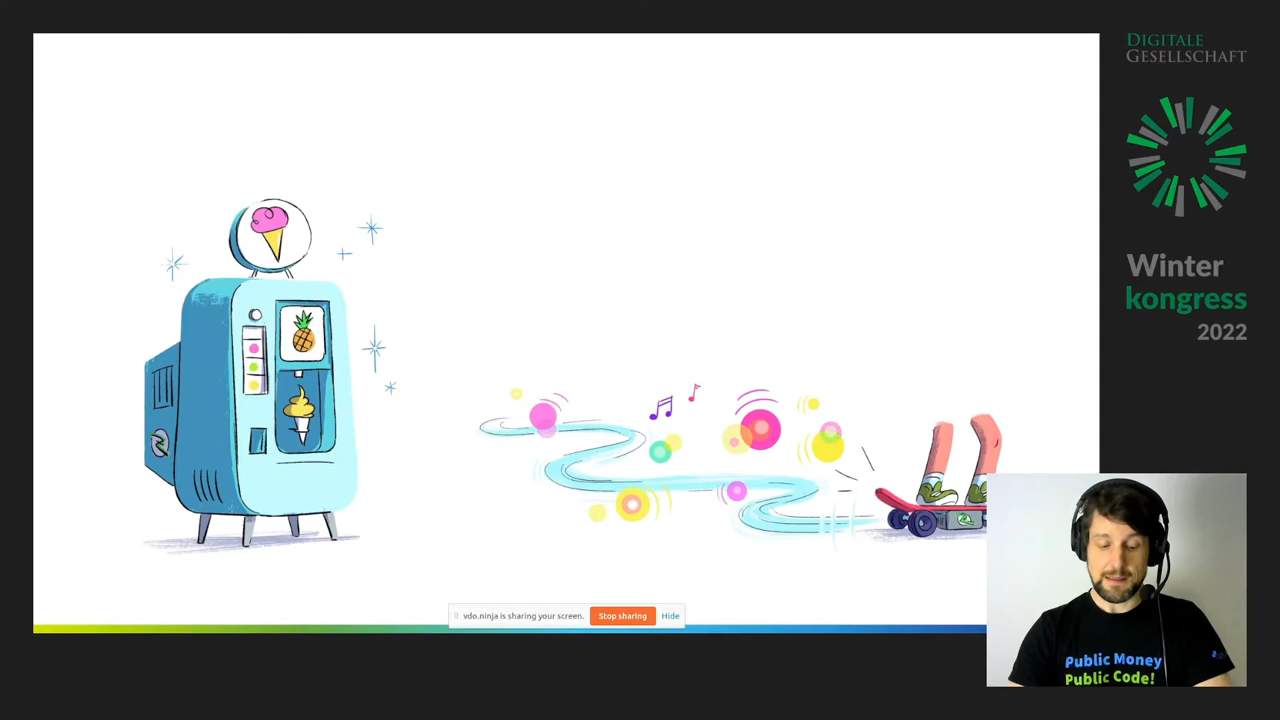 DIGITALE
GESELLSCHAFT
Winter
kongress
2022
vdo.ninja is sharing your screen.
Stop sharing
Hide
Public Money
Public Code!